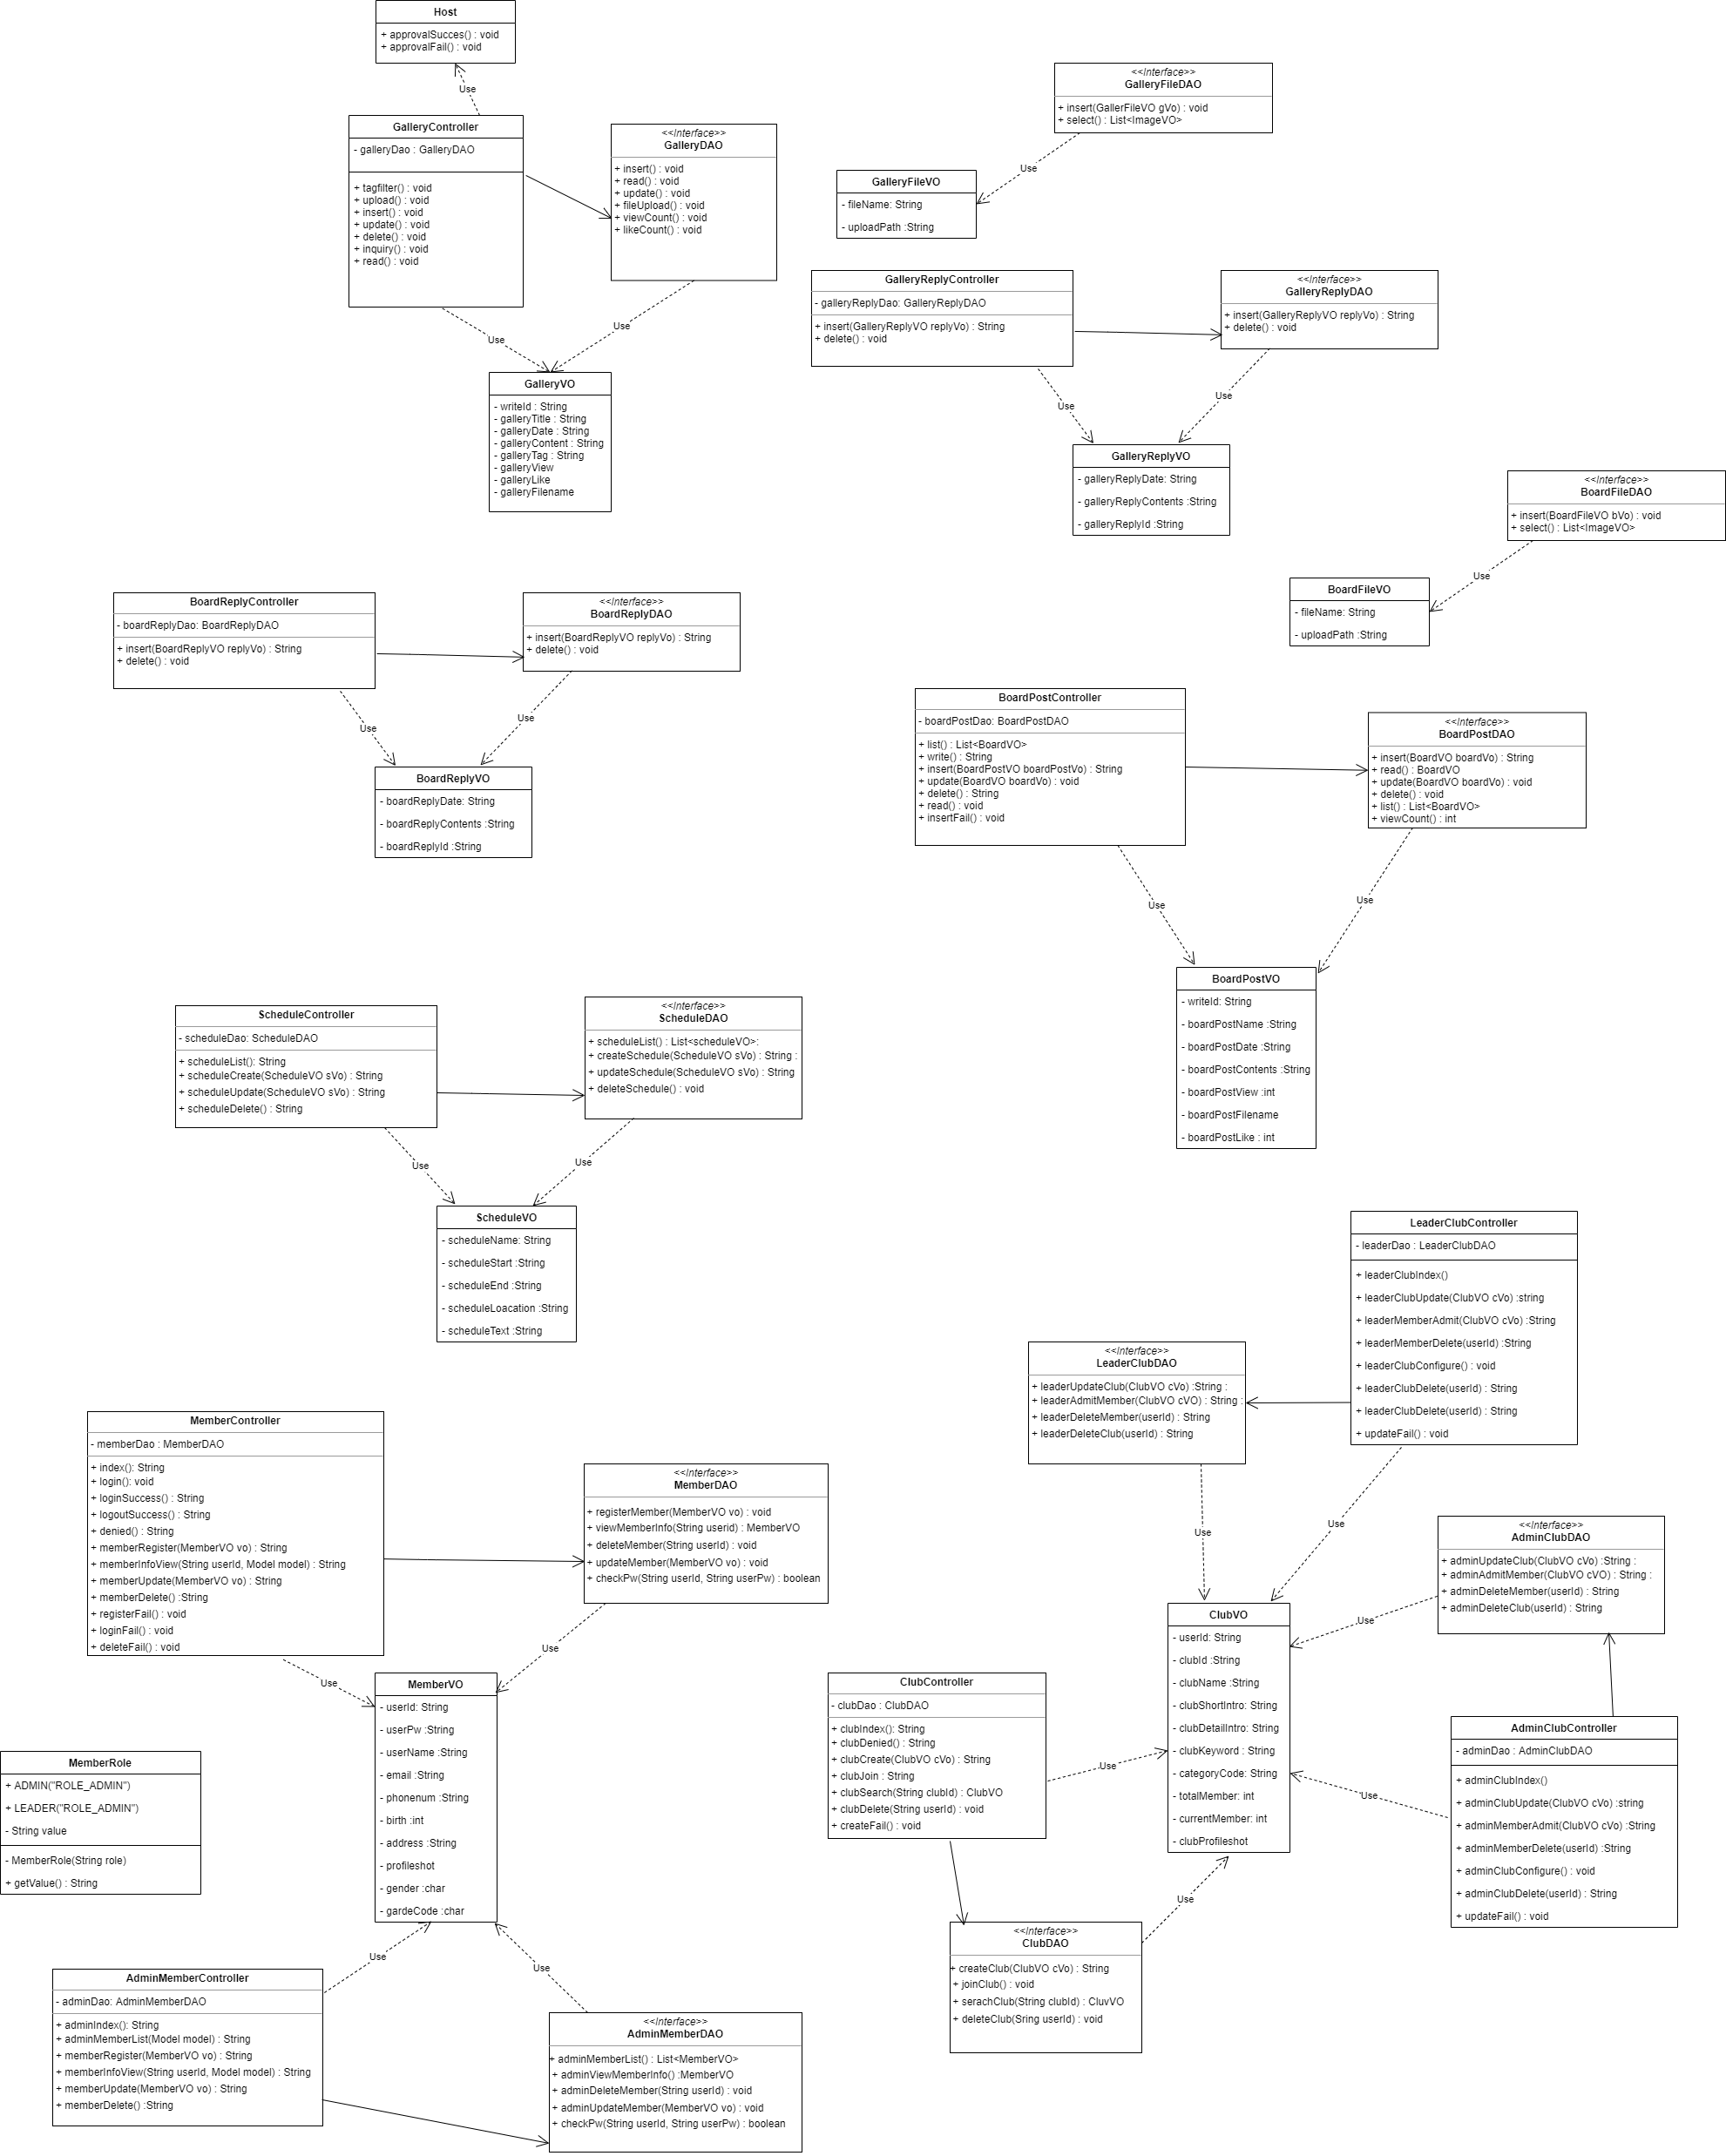 Host
+ approvalSucces() : void
+ approvalFail() : void
Use
GalleryController
- galleryDao : GalleryDAO
+ tagfilter() : void
+ upload() : void
+ insert() : void
+ update() : void
+ delete() : void
+ inquiry() : void
+ read() : void
<<Interface>>
GalleryDAO
+ insert() : void
+ read() : void
+ update() : void
+ fileUpload() : void
+ viewCount() : void
+ likeCount() : void
Use
Use
GalleryVO
- writeId : String
- galleryTitle : String
- galleryDate : String
- galleryContent : String
- galleryTag : String
- galleryView
- galleryLike
- galleryFilename
<<Interface>>
GalleryFileDAO
+ insert(GallerFileVO gVo) : void
+ select() : List<ImageVO>
Use
GalleryFileVO
- fileName: String
- uploadPath :String
GalleryReplyController
- galleryReplyDao: GalleryReplyDAO
+ insert(GalleryReplyVO replyVo) : String
+ delete() : void
<<Interface>>
GalleryReplyDAO
+ insert(GalleryReplyVO replyVo) : String
+ delete() : void
Use
Use
GalleryReplyVO
- galleryReplyDate: String
- galleryReplyContents :String
- galleryReplyId :String
<<Interface>>
BoardFileDAO
+ insert(BoardFileVO bVo) : void
+ select() : List<ImageVO>
Use
BoardFileVO
- fileName: String
- uploadPath :String
BoardReplyController
- boardReplyDao: BoardReplyDAO
+ insert(BoardReplyVO replyVo) : String
+ delete() : void
<<Interface>>
BoardReplyDAO
+ insert(BoardReplyVO replyVo) : String
+ delete() : void
Use
Use
BoardReplyVO
- boardReplyDate: String
- boardReplyContents :String
- boardReplyId :String
BoardPostController
- boardPostDao: BoardPostDAO
+ list() : List<BoardVO>
+ write() : String
+ insert(BoardPostVO boardPostVo) : String
+ update(BoardVO boardVo) : void
+ delete() : String
+ read() : void
+ insertFail() : void
<<Interface>>
BoardPostDAO
+ insert(BoardVO boardVo) : String
+ read() : BoardVO
+ update(BoardVO boardVo) : void
+ delete() : void
+ list() : List<BoardVO>
+ viewCount() : int
Use
Use
BoardPostVO
- writeId: String
- boardPostName :String
- boardPostDate :String
- boardPostContents :String
- boardPostView :int
- boardPostFilename
- boardPostLike : int
ScheduleController
- scheduleDao: ScheduleDAO
+ scheduleList(): String
+ scheduleCreate(ScheduleVO sVo) : String
+ scheduleUpdate(ScheduleVO sVo) : String
+ scheduleDelete() : String
<<Interface>>
ScheduleDAO
+ scheduleList() : List<scheduleVO>:
+ createSchedule(ScheduleVO sVo) : String :
+ updateSchedule(ScheduleVO sVo) : String
+ deleteSchedule() : void
Use
Use
ScheduleVO
- scheduleName: String
- scheduleStart :String
- scheduleEnd :String
- scheduleLoacation :String
- scheduleText :String
LeaderClubController
- leaderDao : LeaderClubDAO
+ leaderClubIndex()
+ leaderClubUpdate(ClubVO cVo) :string
+ leaderMemberAdmit(ClubVO cVo) :String
+ leaderMemberDelete(userId) :String
+ leaderClubConfigure() : void
+ leaderClubDelete(userId) : String
+ leaderClubDelete(userId) : String
+ updateFail() : void
<<Interface>>
LeaderClubDAO
+ leaderUpdateClub(ClubVO cVo) :String :
+ leaderAdmitMember(ClubVO cVO) : String :
+ leaderDeleteMember(userId) : String
+ leaderDeleteClub(userId) : String
Use
Use
MemberController
- memberDao : MemberDAO
+ index(): String
+ login(): void
+ loginSuccess() : String
+ logoutSuccess() : String
+ denied() : String
+ memberRegister(MemberVO vo) : String
+ memberInfoView(String userId, Model model) : String
+ memberUpdate(MemberVO vo) : String
+ memberDelete() :String
+ registerFail() : void
+ loginFail() : void
+ deleteFail() : void
<<Interface>>
MemberDAO
+ registerMember(MemberVO vo) : void
+ viewMemberInfo(String userid) : MemberVO
+ deleteMember(String userId) : void
+ updateMember(MemberVO vo) : void
+ checkPw(String userId, String userPw) : boolean
Use
Use
MemberVO
- userId: String
- userPw :String
- userName :String
- email :String
- phonenum :String
- birth :int
- address :String
- profileshot
- gender :char
- gardeCode :char
MemberRole
+ ADMIN("ROLE_ADMIN")
+ LEADER("ROLE_ADMIN")
- String value
- MemberRole(String role)
+ getValue() : String
Use
Use
AdminMemberController
- adminDao: AdminMemberDAO
+ adminIndex(): String
+ adminMemberList(Model model) : String
+ memberRegister(MemberVO vo) : String
+ memberInfoView(String userId, Model model) : String
+ memberUpdate(MemberVO vo) : String
+ memberDelete() :String
<<Interface>>
AdminMemberDAO
+ adminMemberList() : List<MemberVO>
+ adminViewMemberInfo() :MemberVO
+ adminDeleteMember(String userId) : void
+ adminUpdateMember(MemberVO vo) : void
+ checkPw(String userId, String userPw) : boolean
<<Interface>>
AdminClubDAO
+ adminUpdateClub(ClubVO cVo) :String :
+ adminAdmitMember(ClubVO cVO) : String :
+ adminDeleteMember(userId) : String
+ adminDeleteClub(userId) : String
Use
ClubVO
- userId: String
- clubId :String
- clubName :String
- clubShortIntro: String
- clubDetailIntro: String
- clubKeyword : String
- categoryCode: String
- totalMember: int
- currentMember: int
- clubProfileshot
ClubController
- clubDao : ClubDAO
+ clubIndex(): String
+ clubDenied() : String
+ clubCreate(ClubVO cVo) : String
+ clubJoin : String
+ clubSearch(String clubId) : ClubVO
+ clubDelete(String userId) : void
+ createFail() : void
Use
Use
AdminClubController
- adminDao : AdminClubDAO
+ adminClubIndex()
+ adminClubUpdate(ClubVO cVo) :string
+ adminMemberAdmit(ClubVO cVo) :String
+ adminMemberDelete(userId) :String
+ adminClubConfigure() : void
+ adminClubDelete(userId) : String
+ updateFail() : void
Use
<<Interface>>
ClubDAO
+ createClub(ClubVO cVo) : String
+ joinClub() : void
+ serachClub(String clubId) : CluvVO
+ deleteClub(Sring userId) : void